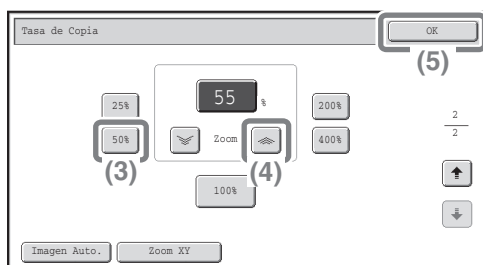 Tasa de Copia
OK
(5)
55 %
25%
200%
50%
Zoom
400%
(3)
(4)
100%
2
2
Imagen Auto.
Zoom XY